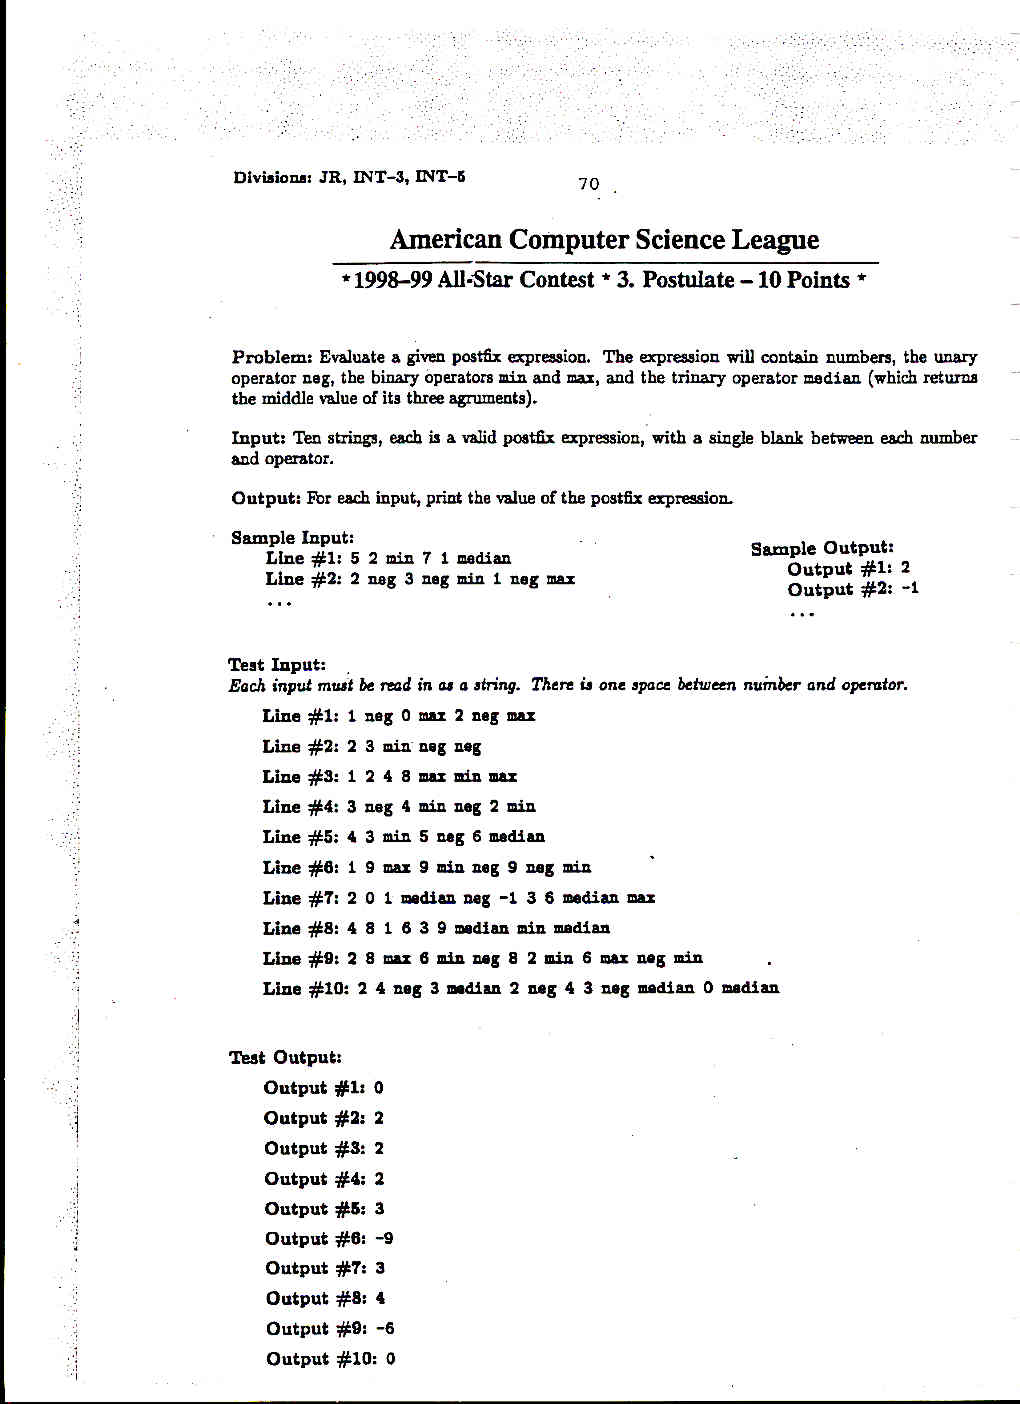 Divisions: JR, INT–3, INT–5
70
American Computer Science League
* 1998–99 All-Star Contest * 3. Postulate – 10 Points *
Problem: Evaluate a given postfix expression. The expression will contain numbers, the unary
operator neg, the binary operators min and max, and the trinary operator median (which returns
the middle value of its three agruments).
Input: Ten strings, each is a valid postfix expression, with a single blank between each number
and operator.
Output: For each input, print the value of the postfix expression.
Sample Input:
Line #1: 5 2 min 7 1 median
Line #2: 2 neg 3 neg min 1 neg max
...
Sample Output:
Output #1: 2
Output #2: -1
...
Test Input:
Each input must be read in as a string. There is one space between number and operator.
Line #1: 1 neg 0 max 2 neg max
Line #2: 2 3 min neg neg
Line #3: 1 2 4 8 max min max
Line #4: 3 neg 4 min neg 2 min
Line #5: 4 3 min 5 neg 6 median
Line #6: 1 9 max 9 min neg 9 neg min
Line #7: 2 0 1 median neg -1 3 6 median max
Line #8: 4 8 1 6 3 9 median min median
Line #9: 2 8 max 6 min neg 8 2 min 6 max neg min
Line #10: 2 4 neg 3 median 2 neg 4 3 neg median 0 median
Test Output:
Output #1: 0
Output #2: 2
Output #3: 2
Output #4: 2
Output #5: 3
Output #6: -9
Output #7: 3
Output #8: 4
Output #9: -6
Output #10: 0